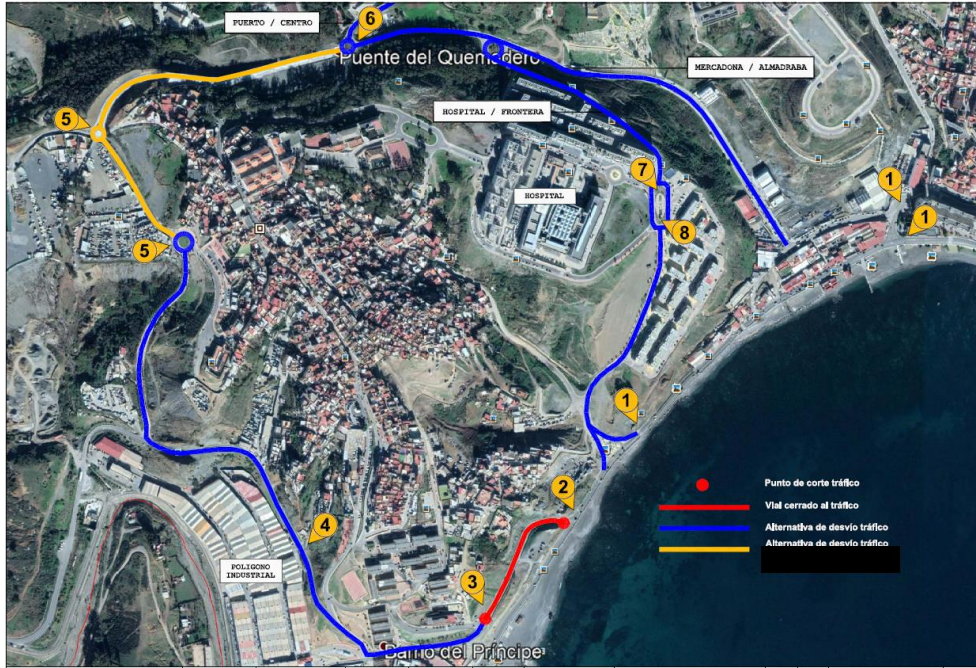 PUERTO / CENTRO
6
Puente del Quemadero
MERCADONA / ALMADRABA
5
HOSPITAL / FRONTERA
7
1
HOSPITAL
1
8
5
1
2
Punto de corte tráfico
Vial cerrado al tráfico
4
Alternativa de desvío tráfico
Alternativa de desvío tráfico
POLIGONO
INDUSTRIAL
3
Barrio del Príncipe